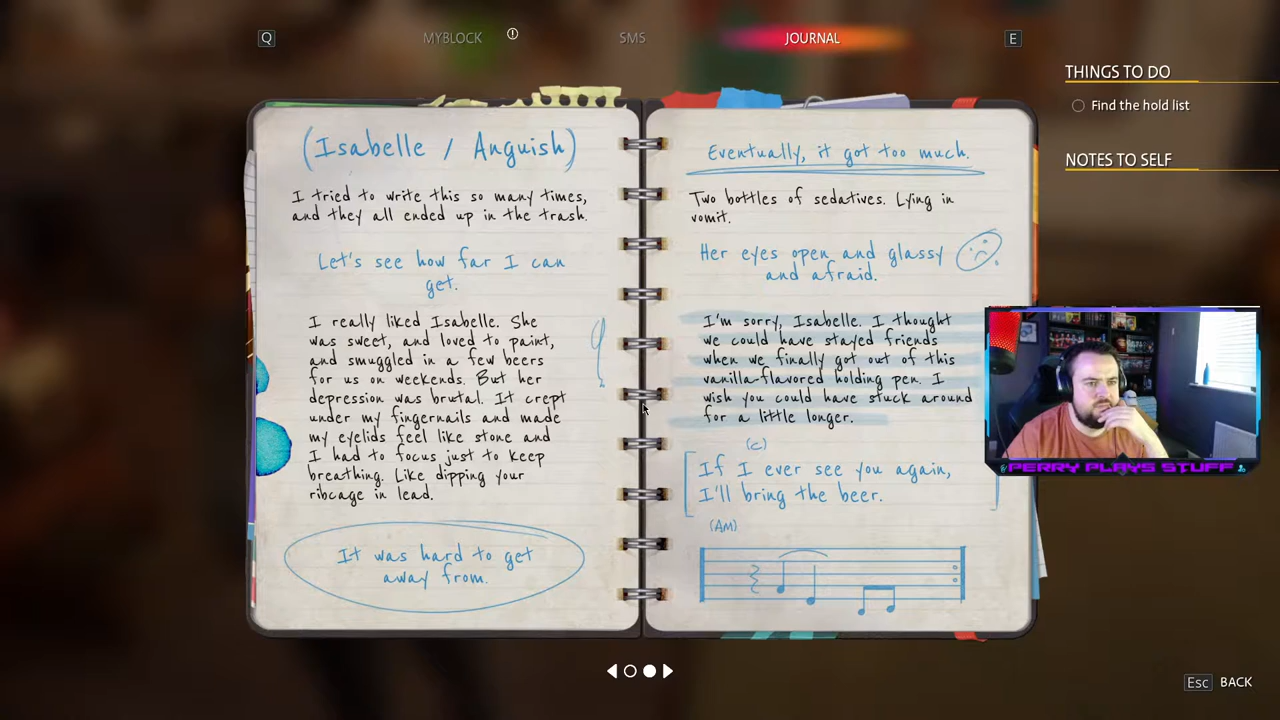 Q
MYBLOCK
SMS
JOURNAL
E
THINGS TO DO
Find the hold list
NOTES TO SELF
(Isabelle / Anguish)
I tried to write this so many times,
and they all ended up in the trash.
Let's see how far I can
get.
I really liked Isabelle. She
was sweet, and loved to paint,
and smuggled in a few beers
for us on weekends. But her
depression was brutal. It crept
under my fingernails and made
my eyelids feel like stone and
I had to focus just to keep
breathing. Like dipping your
ribcage in lead.
It was hard to get
away from.
Eventually, it got too much.
Two bottles of sedatives. Lying in
vomit.
Her eyes open and glassy
and afraid.
I'm sorry, Isabelle. I thought
we could have stayed friends
when we finally got out of this
vanilla-flavored holding pen. I
wish you could have stuck around
for a little longer.
(C)
If I ever see you again,
I'll bring the beer.
(AM)
PERRY PLAYS STUFF
Esc BACK